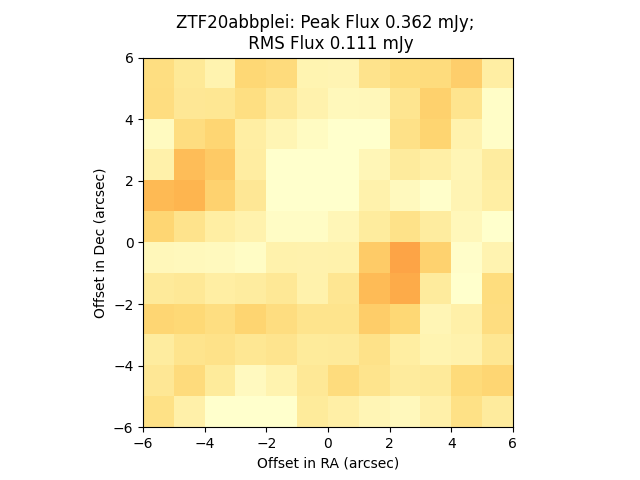 ZTF20abbplei: Peak Flux 0.362 mJy;
RMS Flux 0.111 mJy
6
4
2
0
−2
−4
−6
Offset in Dec (arcsec)
−6 −4 −2 0 2 4 6
Offset in RA (arcsec)